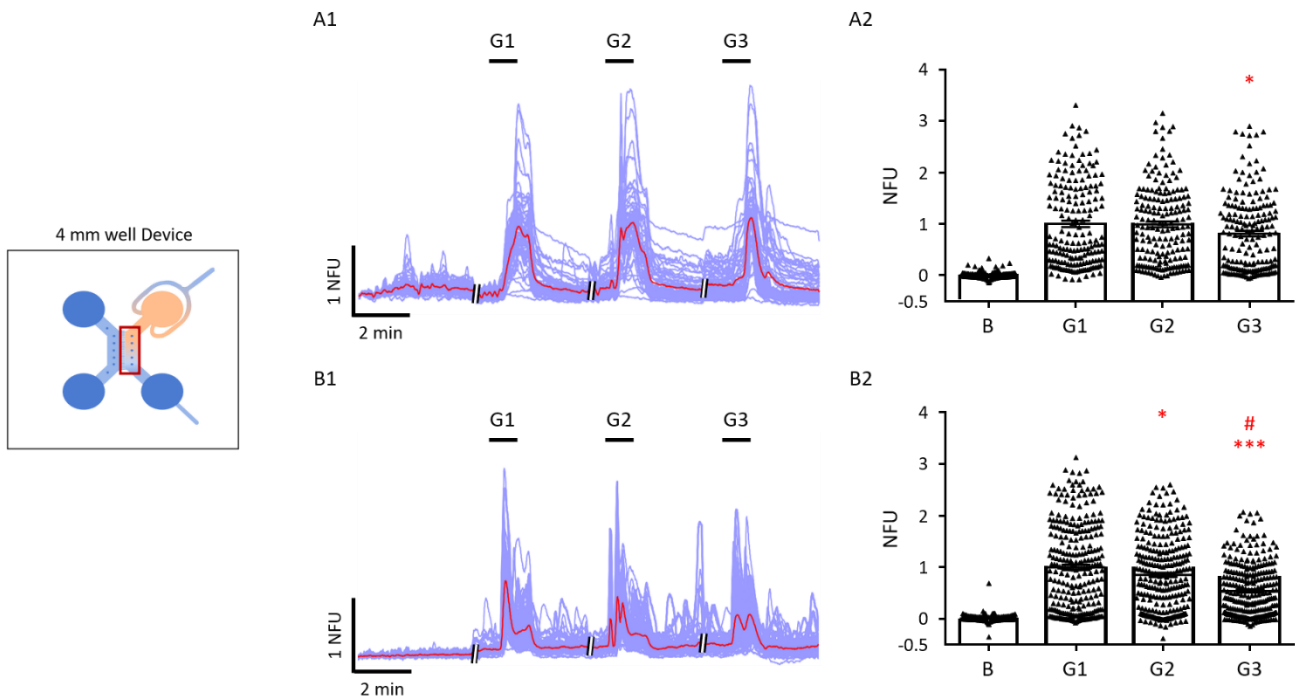 4 mm well Device
A1
G1 G2 G3
1 NFU
2 min
A2
*
NFU
4
3
2
1
0
-0.5
B G1 G2 G3
B1
G1 G2 G3
1 NFU
2 min
B2
* #
***
NFU
4
3
2
1
0
-0.5
B G1 G2 G3